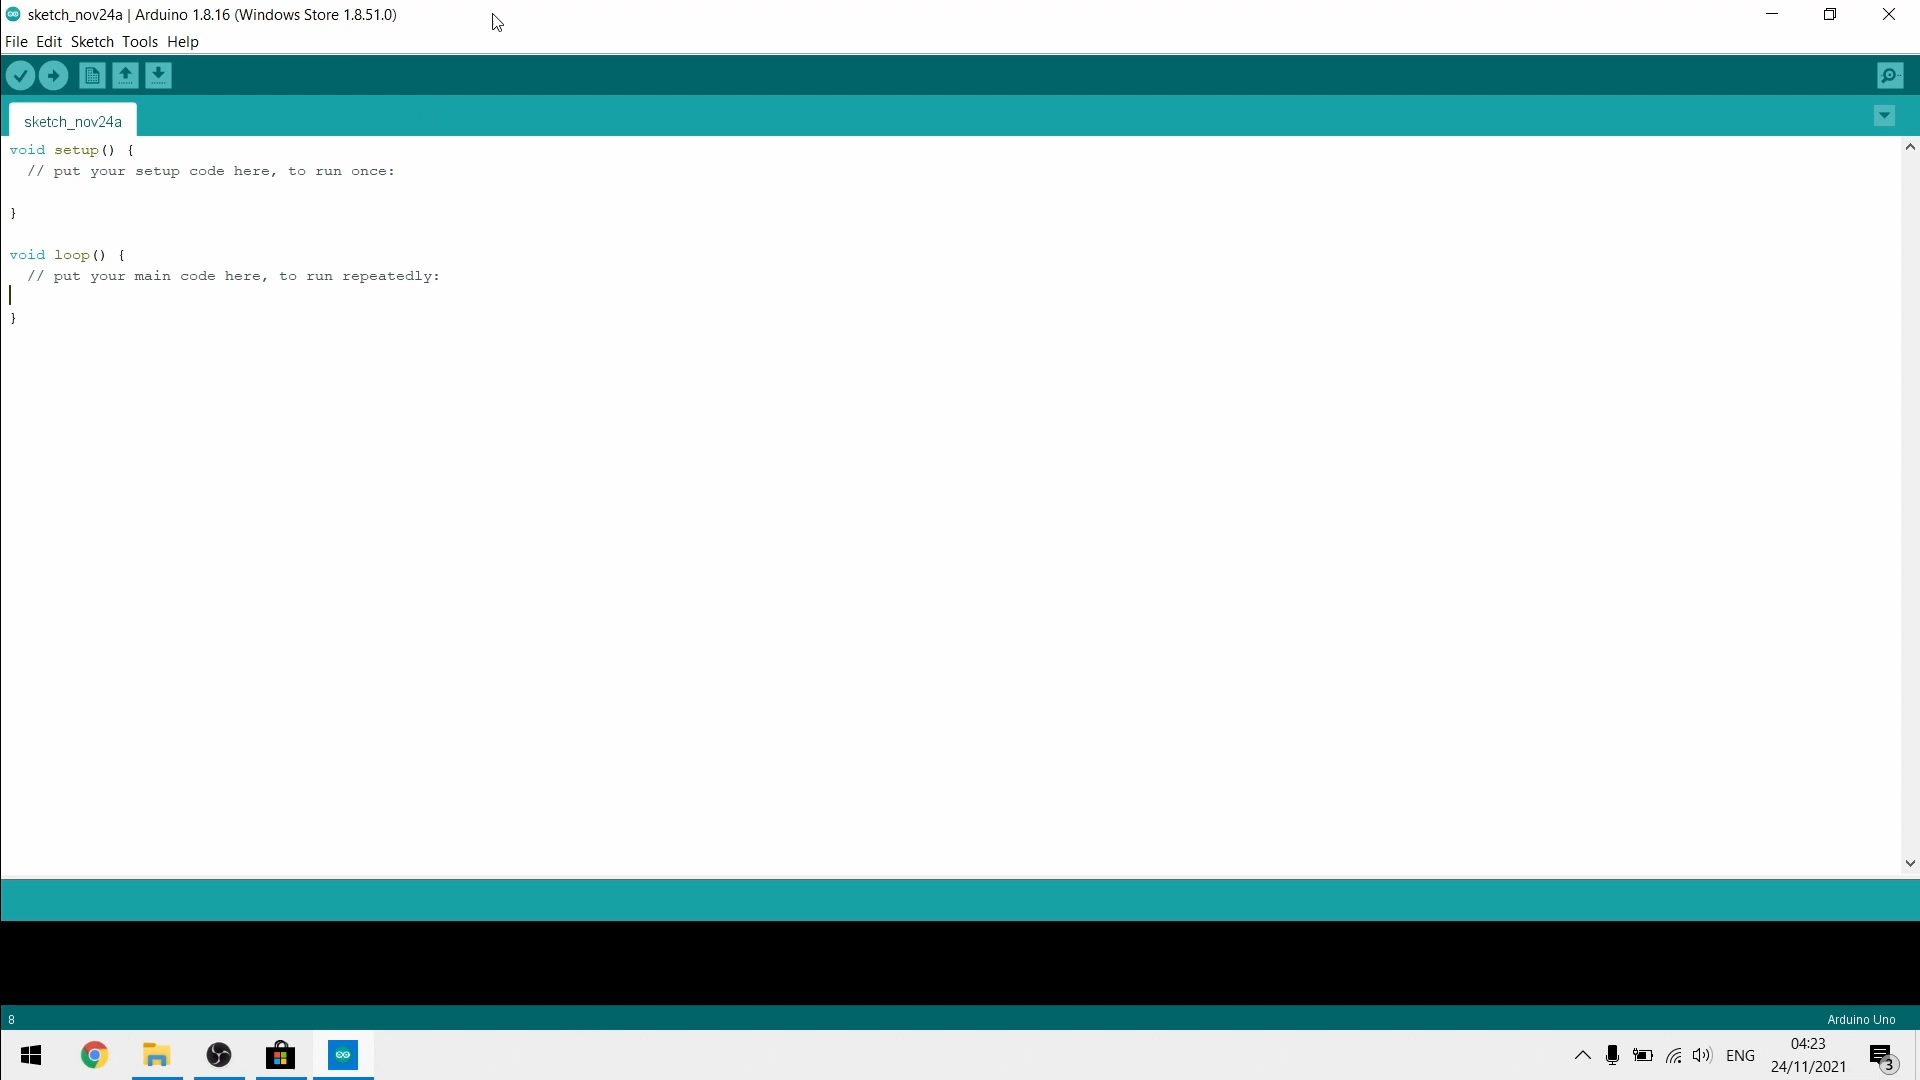 sketch_nov24a | Arduino 1.8.16 (Windows Store 1.8.51.0)
File Edit Sketch Tools Help
sketch_nov24a
void setup() {
  // put your setup code here, to run once:
}
void loop() {
  // put your main code here, to run repeatedly:
}
8
Arduino Uno
ENG
04:23
24/11/2021
3